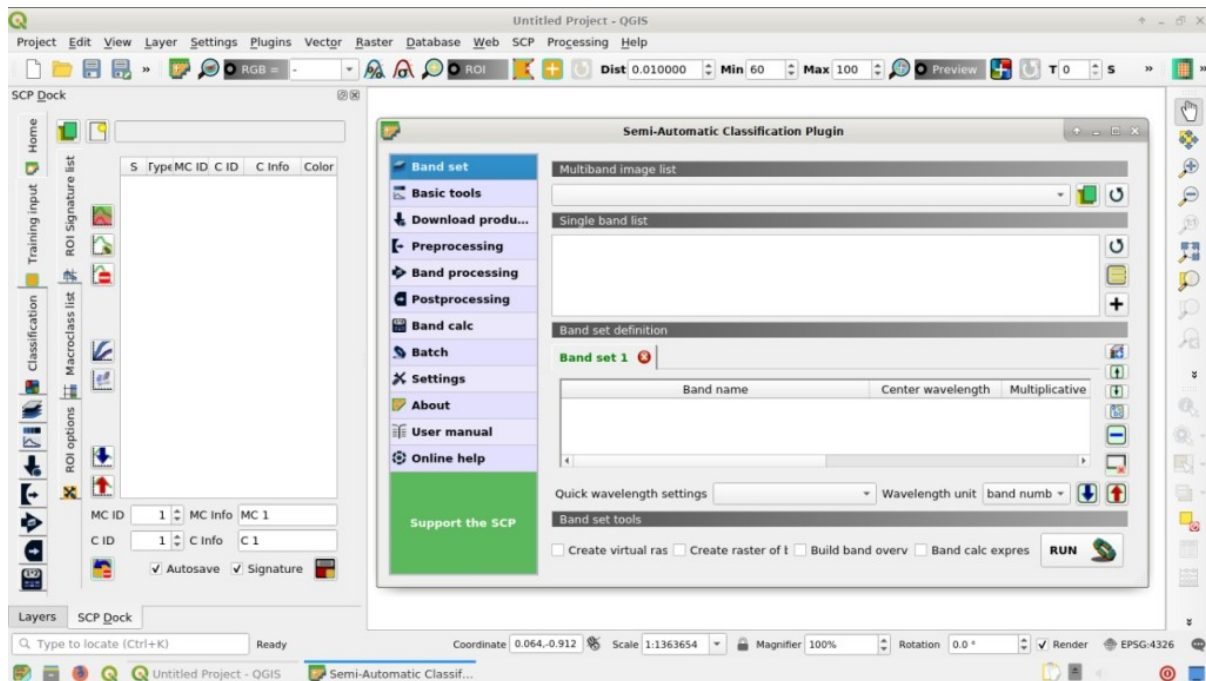 Untitled Project - QGIS
Project Edit View Layer Settings Plugins Vector Raster Database Web SCP Processing Help
» RGB = - ROI Dist 0.010000 Min 60 Max 100 Preview T 0 S » »
SCP Dock
Home
Training input
Classification
ROI Signature list
Macroclass list
ROI options
S Type MC ID C ID C Info Color
MC ID 1 MC Info MC 1
C ID 1 C Info C 1
Autosave Signature
Layers SCP Dock
Semi-Automatic Classification Plugin
Band set
Basic tools
Download produ...
Preprocessing
Band processing
Postprocessing
Band calc
Batch
Settings
About
User manual
Online help
Support the SCP
Multiband image list
Single band list
Band set definition
Band set 1
Band name Center wavelength Multiplicative
Quick wavelength settings Wavelength unit band numb
Band set tools
Create virtual ras Create raster of b Build band overv Band calc expres RUN
Type to locate (Ctrl+K) Ready Coordinate 0.064,-0.912 Scale 1:1363654 Magnifier 100% Rotation 0.0 ° Render EPSG:4326
Untitled Project - QGIS Semi-Automatic Classif...